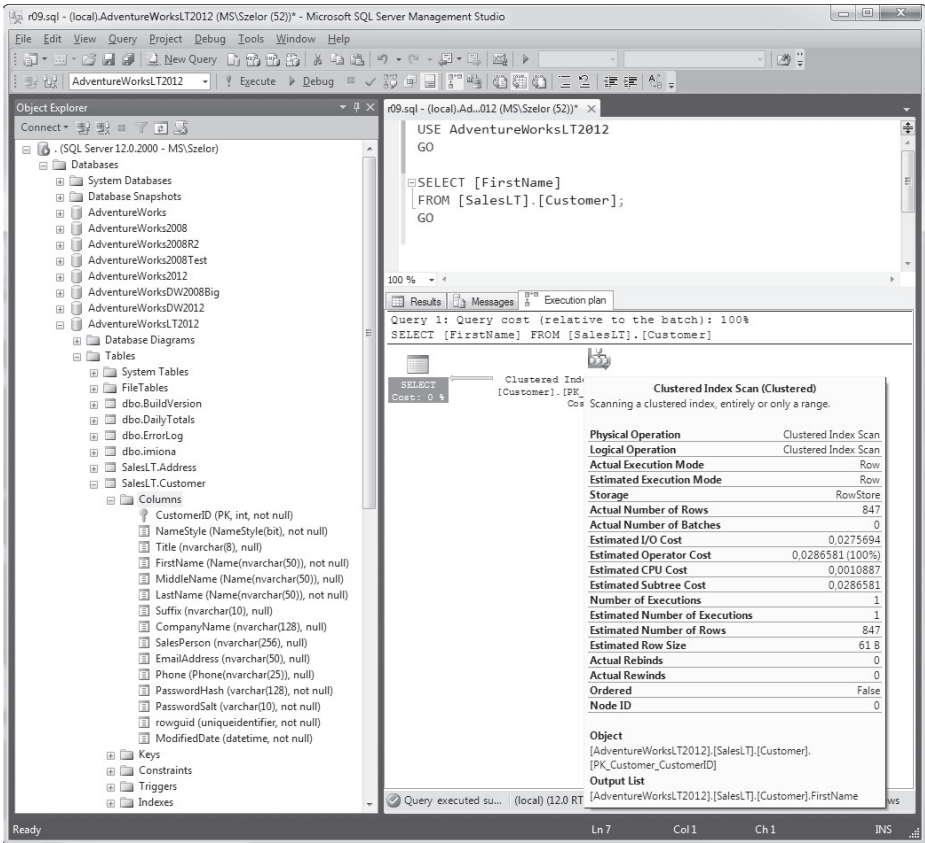 r09.sql - (local).AdventureWorksLT2012 (MS\Szelor (52))* - Microsoft SQL Server Management Studio
File Edit View Query Project Debug Tools Window Help
New Query
AdventureWorksLT2012 Execute Debug
Object Explorer
Connect
. (SQL Server 12.0.2000 - MS\Szelor)
Databases
System Databases
Database Snapshots
AdventureWorks
AdventureWorks2008
AdventureWorks2008R2
AdventureWorks2008Test
AdventureWorks2012
AdventureWorksDW2008Big
AdventureWorksDW2012
AdventureWorksLT2012
Database Diagrams
Tables
System Tables
FileTables
dbo.BuildVersion
dbo.DailyTotals
dbo.ErrorLog
dbo.imiona
SalesLT.Address
SalesLT.Customer
Columns
CustomerID (PK, int, not null)
NameStyle (NameStyle(bit), not null)
Title (nvarchar(8), null)
FirstName (Name(nvarchar(50)), not null)
MiddleName (Name(nvarchar(50)), null)
LastName (Name(nvarchar(50)), not null)
Suffix (nvarchar(10), null)
CompanyName (nvarchar(128), null)
SalesPerson (nvarchar(256), null)
EmailAddress (nvarchar(50), null)
Phone (Phone(nvarchar(25)), null)
PasswordHash (varchar(128), not null)
PasswordSalt (varchar(10), not null)
rowguid (uniqueidentifier, not null)
ModifiedDate (datetime, not null)
Keys
Constraints
Triggers
Indexes
r09.sql - (local).Ad...012 (MS\Szelor (52))*
USE AdventureWorksLT2012
GO
SELECT [FirstName]
FROM [SalesLT].[Customer];
GO
100 %
Results Messages Execution plan
Query 1: Query cost (relative to the batch): 100%
SELECT [FirstName] FROM [SalesLT].[Customer]
SELECT
Cost: 0 %
Clustered Inde
[Customer].[PK_
Cos
Clustered Index Scan (Clustered)
Scanning a clustered index, entirely or only a range.
Physical Operation Clustered Index Scan
Logical Operation Clustered Index Scan
Actual Execution Mode Row
Estimated Execution Mode Row
Storage RowStore
Actual Number of Rows 847
Actual Number of Batches 0
Estimated I/O Cost 0,0275694
Estimated Operator Cost 0,0286581 (100%)
Estimated CPU Cost 0,0010887
Estimated Subtree Cost 0,0286581
Number of Executions 1
Estimated Number of Executions 1
Estimated Number of Rows 847
Estimated Row Size 61 B
Actual Rebinds 0
Actual Rewinds 0
Ordered False
Node ID 0
Object
[AdventureWorksLT2012].[SalesLT].[Customer].
[PK_Customer_CustomerID]
Output List
[AdventureWorksLT2012].[SalesLT].[Customer].FirstName
Query executed su... (local) (12.0 RT ws
Ready Ln 7 Col 1 Ch 1 INS